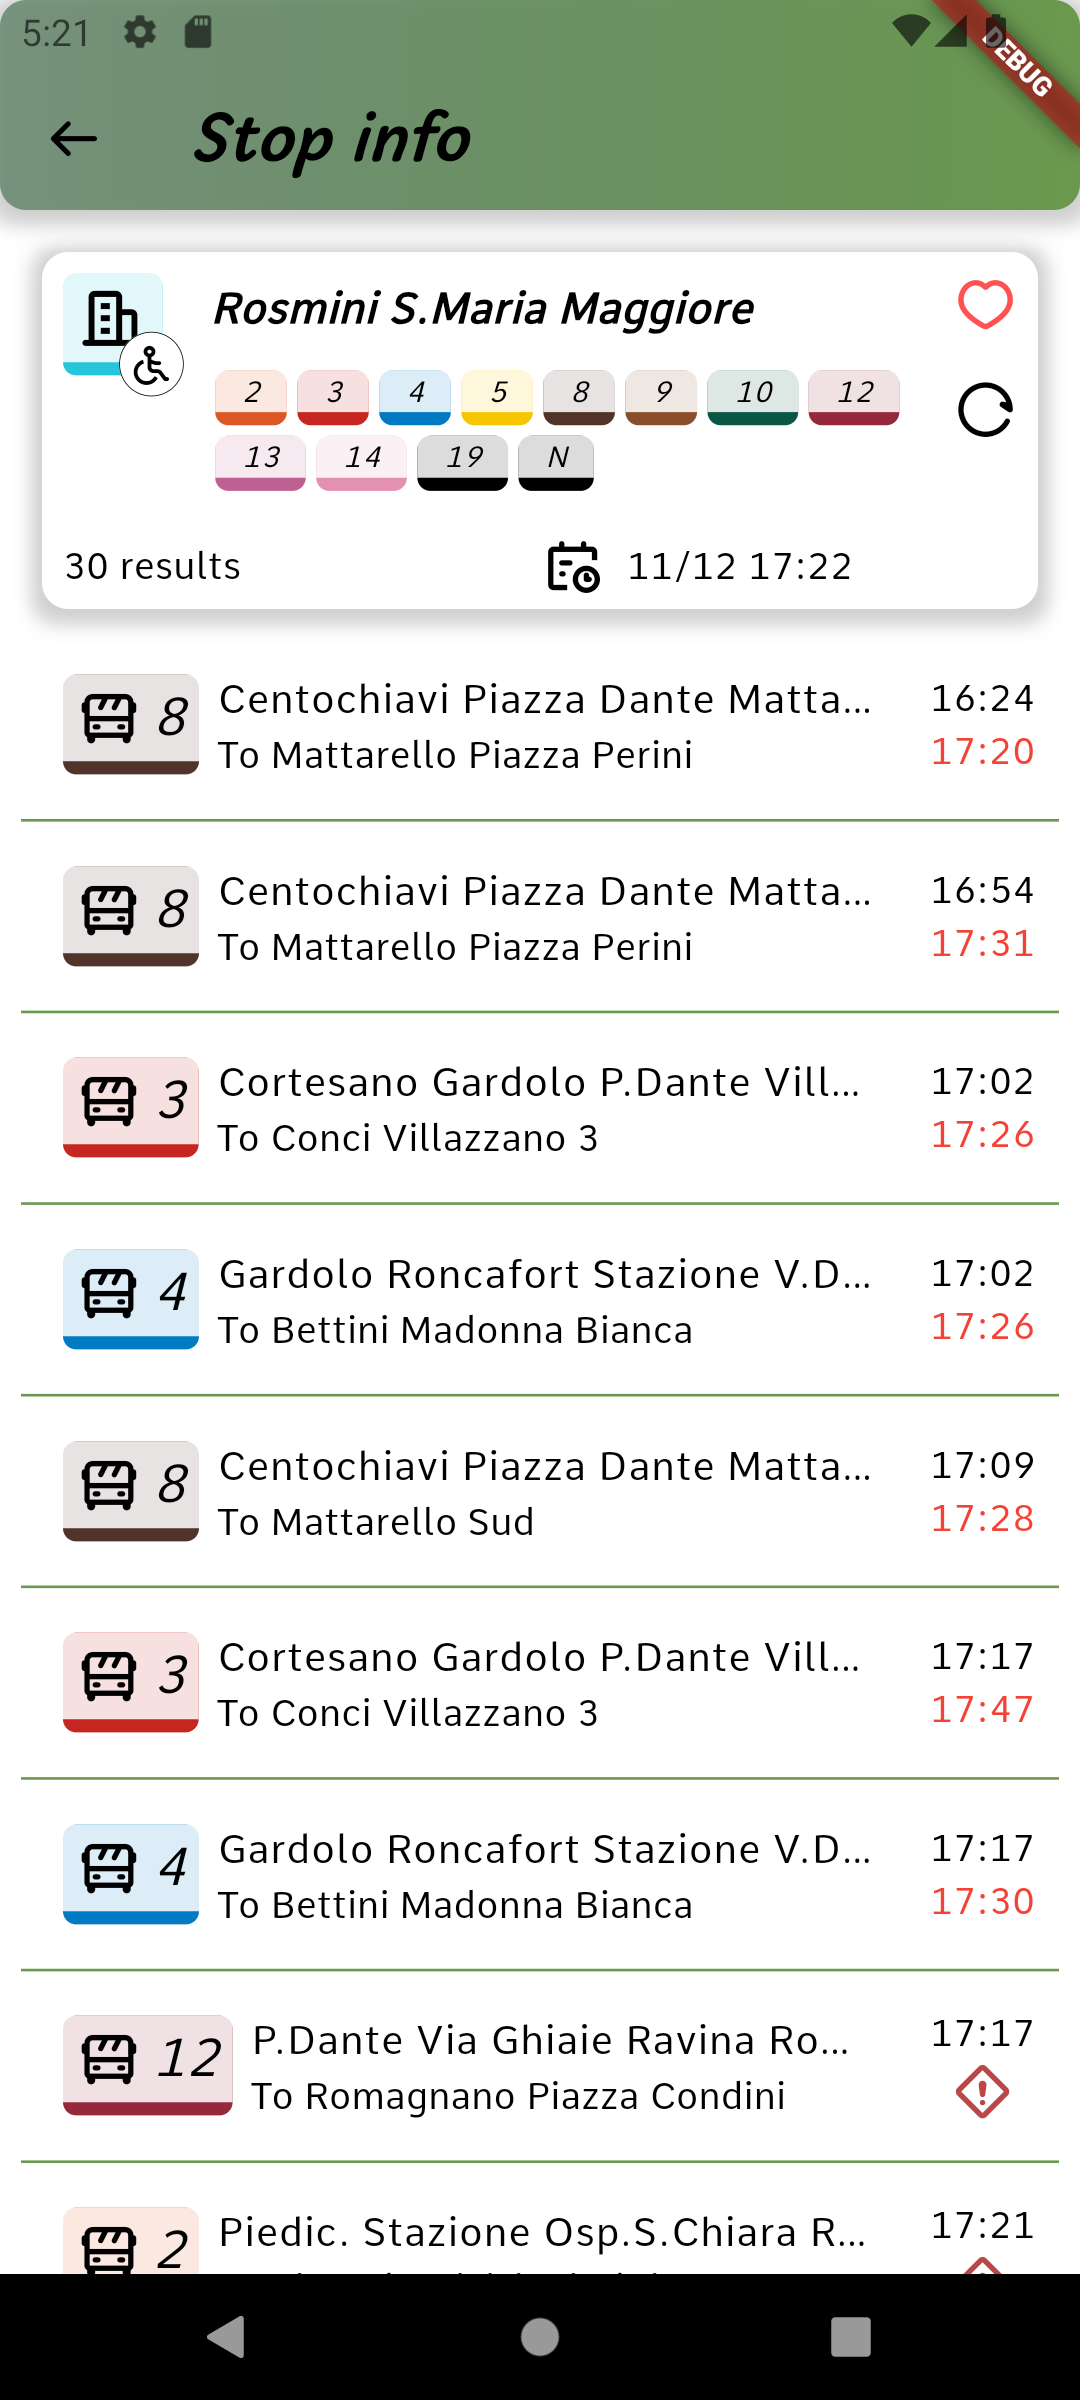 5:21
DEBUG
Stop info
Rosmini S.Maria Maggiore
2 3 4 5 8 9 10 12
13 14 19 N
30 results 11/12 17:22
8 Centochiavi Piazza Dante Matta... 16:24
To Mattarello Piazza Perini 17:20
8 Centochiavi Piazza Dante Matta... 16:54
To Mattarello Piazza Perini 17:31
3 Cortesano Gardolo P.Dante Vill... 17:02
To Conci Villazzano 3 17:26
4 Gardolo Roncafort Stazione V.D... 17:02
To Bettini Madonna Bianca 17:26
8 Centochiavi Piazza Dante Matta... 17:09
To Mattarello Sud 17:28
3 Cortesano Gardolo P.Dante Vill... 17:17
To Conci Villazzano 3 17:47
4 Gardolo Roncafort Stazione V.D... 17:17
To Bettini Madonna Bianca 17:30
12 P.Dante Via Ghiaie Ravina Ro... 17:17
To Romagnano Piazza Condini
2 Piedic. Stazione Osp.S.Chiara R... 17:21